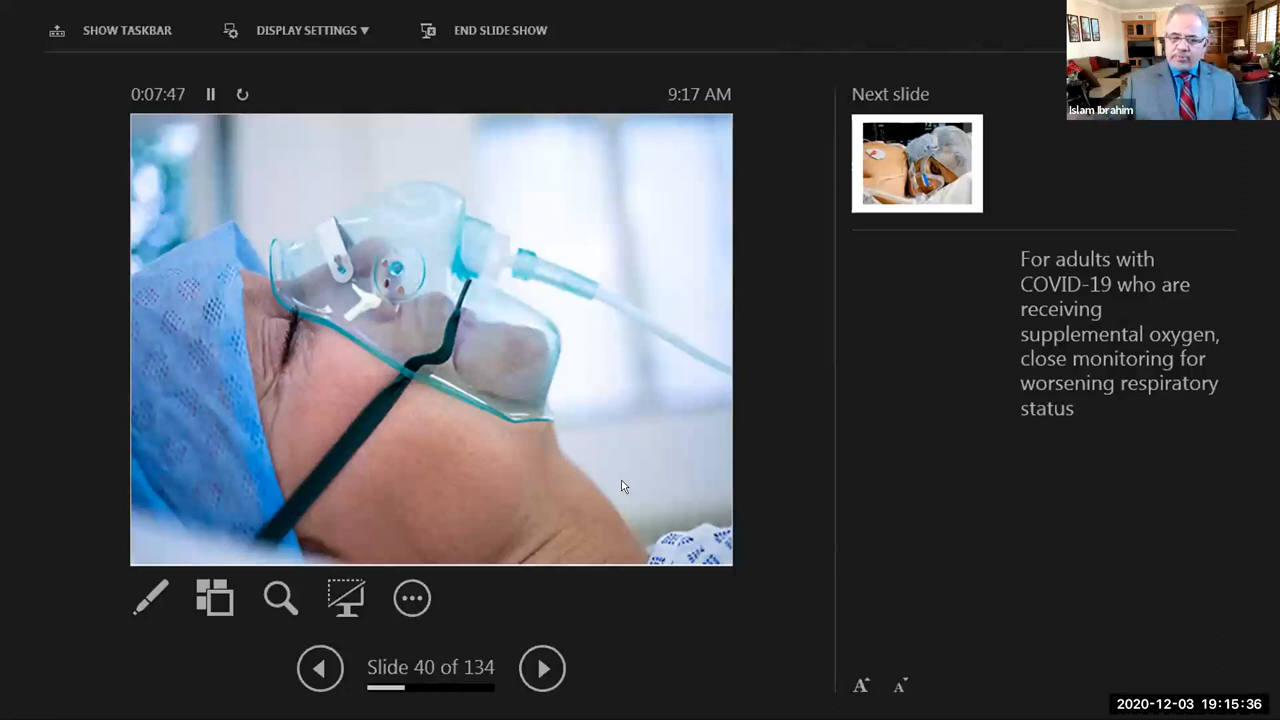 SHOW TASKBAR
DISPLAY SETTINGS ▼
END SLIDE SHOW
0:07:47
9:17 AM
Next slide
Islam Ibrahim
For adults with
COVID-19 who are
receiving
supplemental oxygen,
close monitoring for
worsening respiratory
status
Slide 40 of 134
A A
2020-12-03 19:15:36